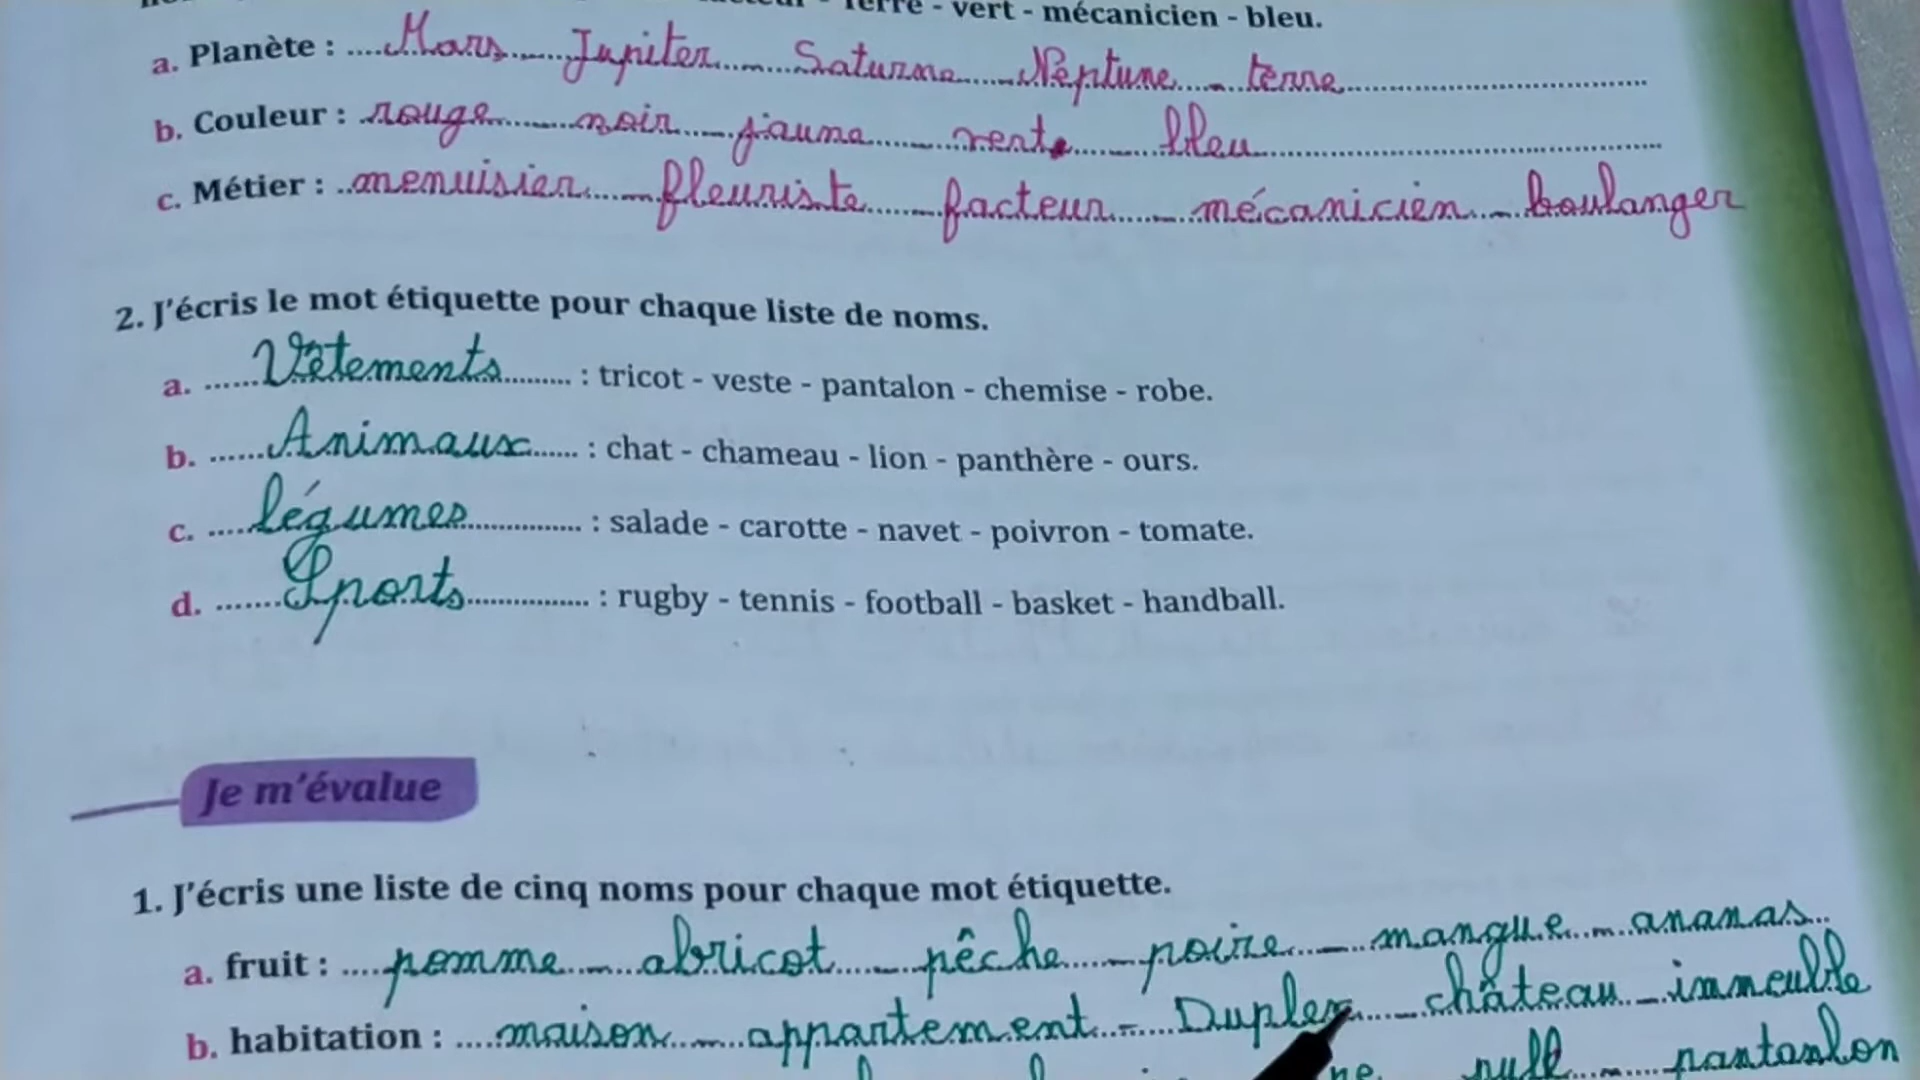 Terre - vert - mécanicien - bleu.
a. Planète : .... Mars ...... Jupiter ...... Saturne ...... Neptune ...... terre ......
b. Couleur : rouge ...... noir ...... jaune ...... vert ...... bleu ......
c. Métier : .. menuisier ...... fleuriste ...... facteur ...... mécanicien ... boulanger
2. J'écris le mot étiquette pour chaque liste de noms.
a. ...... Vêtements ......... : tricot - veste - pantalon - chemise - robe.
b. ...... Animaux ...... : chat - chameau - lion - panthère - ours.
c. .... légumes ............... : salade - carotte - navet - poivron - tomate.
d. ....... Sports ................ : rugby - tennis - football - basket - handball.
Je m'évalue
1. J'écris une liste de cinq noms pour chaque mot étiquette.
a. fruit : .... pomme ...... abricot ...... pêche ...... poire ... - ... mangue ...... ananas ...
b. habitation : .... maison ...... appartement ... - ... Duplex ...... château ... - ... immeuble
pull ...... pantanlon